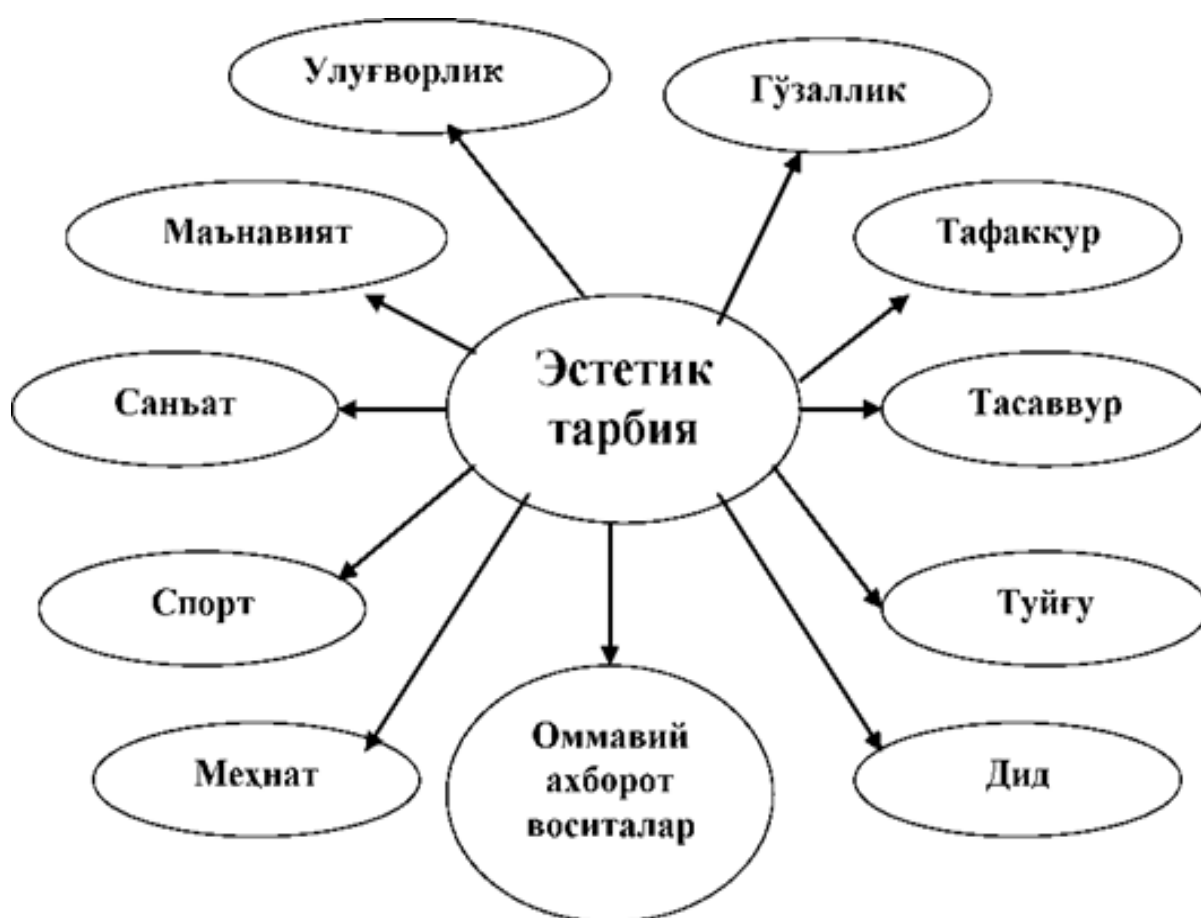 Улуғворлик
Гўзаллик
Маънавият
Тафаккур
Эстетик
тарбия
Санъат
Тасаввур
Спорт
Туйғу
Меҳнат
Оммавий
ахборот
воситалар
Дид